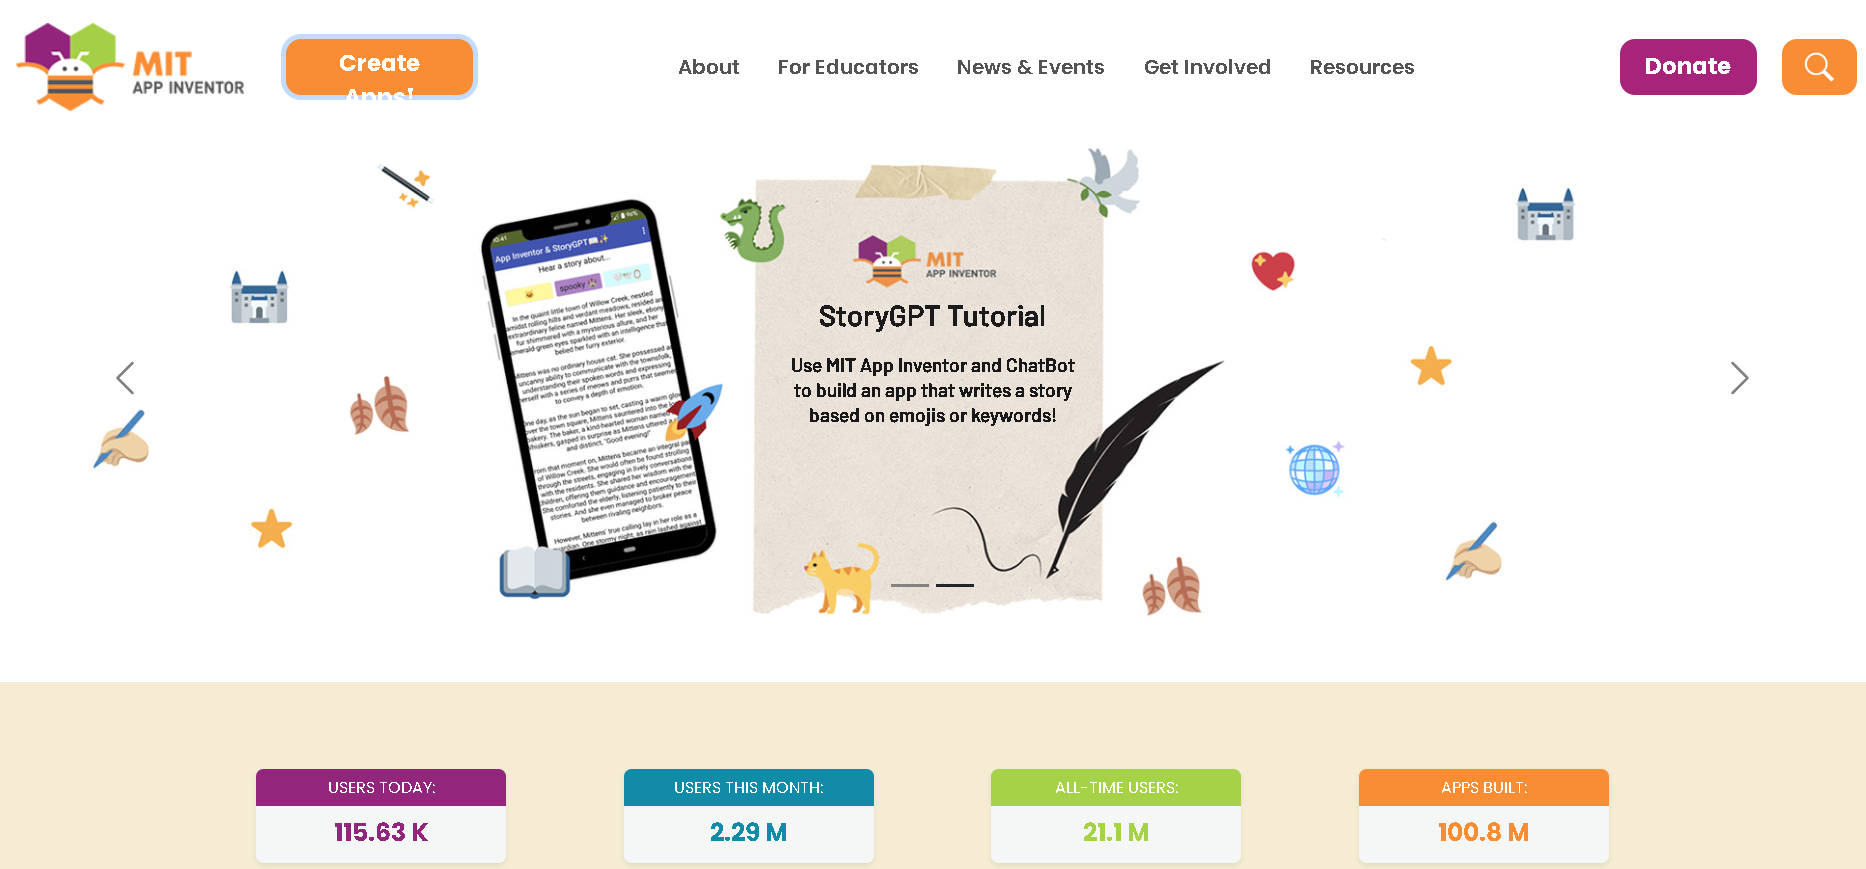 MIT
APP INVENTOR
Create
Apps!
About
For Educators
News & Events
Get Involved
Resources
Donate
App Inventor & StoryGPT
Hear a story about...
spooky
In the quaint little town of Willow Creek, nestled
amidst rolling hills and verdant meadows, resided an
extraordinary feline named Mittens. Her sleek, ebony
fur shimmered with a mysterious allure, and her
emerald-green eyes sparkled with an intelligence that
belied her furry exterior.
Mittens was no ordinary house cat. She possessed a
uncanny ability to communicate with the townsfolk,
understanding their spoken words and expressing
herself with a series of meows and purrs that seemed
to convey a depth of emotion.
One day, as the sun began to set, casting a warm glow
over the town square, Mittens sauntered into the
bakery. The baker, a kind-hearted woman named
Whiskers, gasped in surprise as Mittens uttered a
and distinct, "Good evening!"
From that moment on, Mittens became an integral pa
of Willow Creek. She would often be found strolling
through the streets, engaging in lively conversations
with the residents. She shared her wisdom with the
children, offering them guidance and encouragement
She comforted the elderly, listening patiently to their
stories. And she even managed to broker peace
between rivaling neighbors.
However, Mittens' true calling lay in her role as a
guardian. One stormy night, as rain lashed against
MIT
APP INVENTOR
StoryGPT Tutorial
Use MIT App Inventor and ChatBot
to build an app that writes a story
based on emojis or keywords!
USERS TODAY:
115.63 K
USERS THIS MONTH:
2.29 M
ALL-TIME USERS:
21.1 M
APPS BUILT:
100.8 M